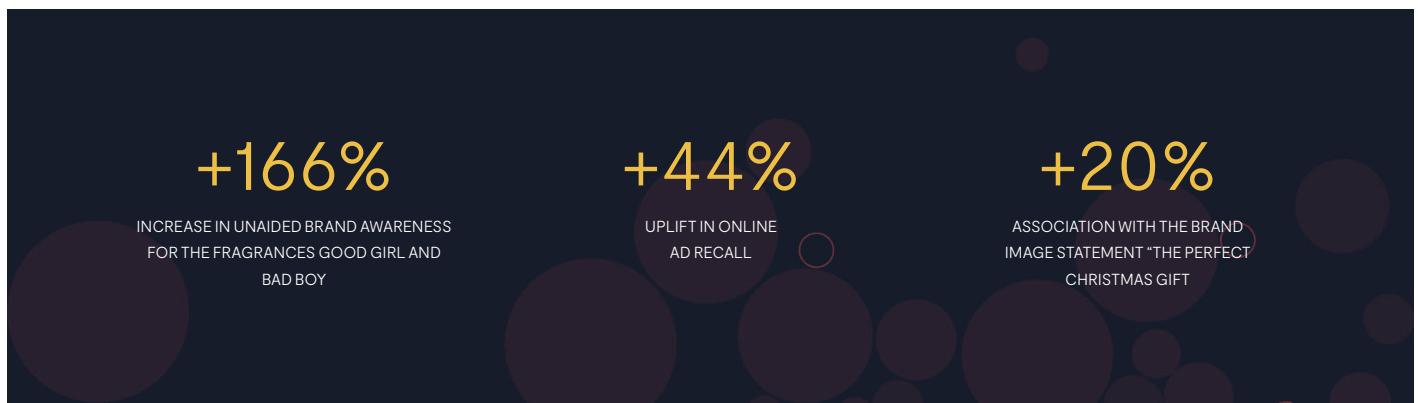 +166%
INCREASE IN UNAIDED BRAND AWARENESS
FOR THE FRAGRANCES GOOD GIRL AND
BAD BOY
+44%
UPLIFT IN ONLINE
AD RECALL
+20%
ASSOCIATION WITH THE BRAND
IMAGE STATEMENT “THE PERFECT
CHRISTMAS GIFT